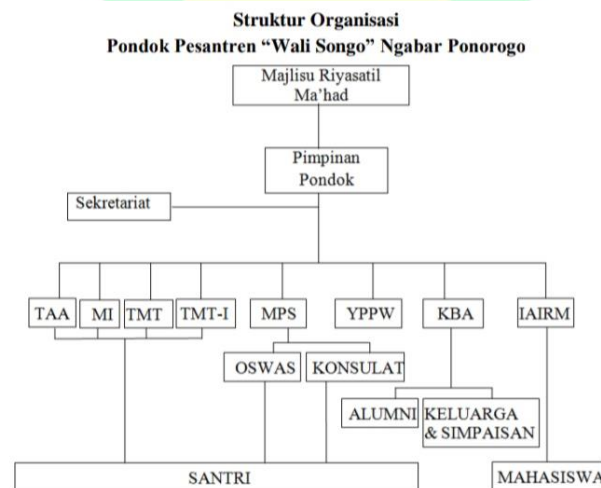 Struktur Organisasi
Pondok Pesantren “Wali Songo” Ngabar Ponorogo
Majlisu Riyasatil
Ma’had
Pimpinan
Pondok
Sekretariat
TAA MI TMT TMT-I MPS YPPW KBA IAIRM
OSWAS KONSULAT
ALUMNI KELUARGA
& SIMPAISAN
SANTRI MAHASISWA